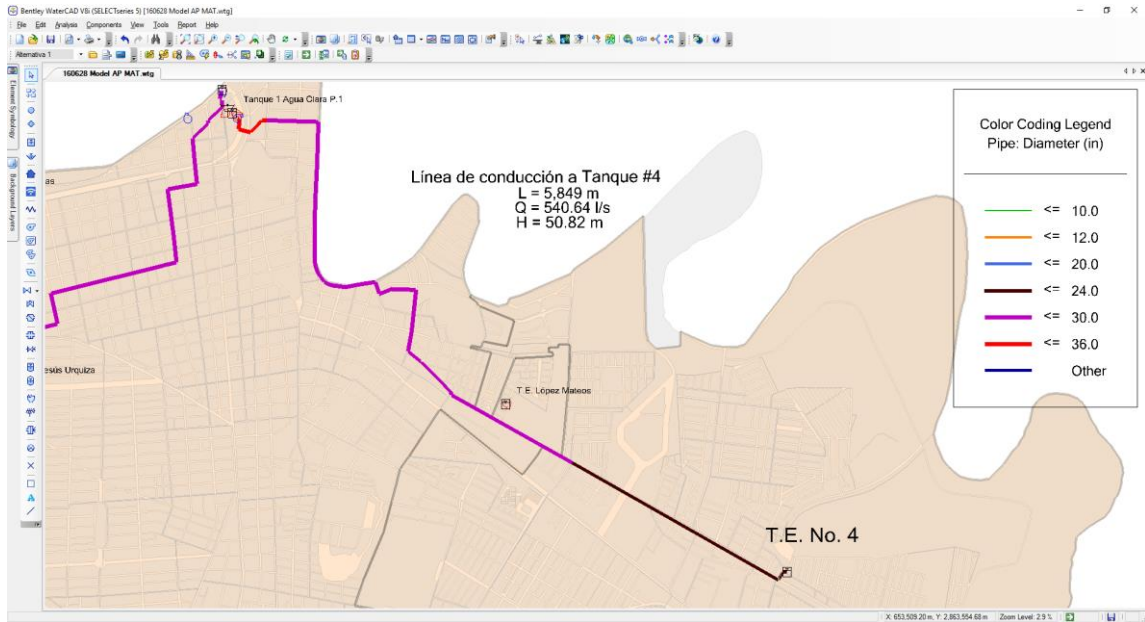 Bentley WaterCAD V8i (SELECTseries 5) [160628 Model AP MAT.wtg]
File Edit Analysis Components View Tools Report Help
Alternativa 1
160628 Model AP MAT.wtg
Element Symbology
Background Layers
Tanque 1 Agua Clara P.1
as
Línea de conducción a Tanque #4
L = 5,849 m
Q = 540.64 l/s
H = 50.82 m
Color Coding Legend
Pipe: Diameter (in)
<= 10.0
<= 12.0
<= 20.0
<= 24.0
<= 30.0
<= 36.0
Other
esús Urquiza
T.E. López Mateos
T.E. No. 4
X: 653,509.20 m, Y: 2,863,554.68 m Zoom Level: 2.9 %